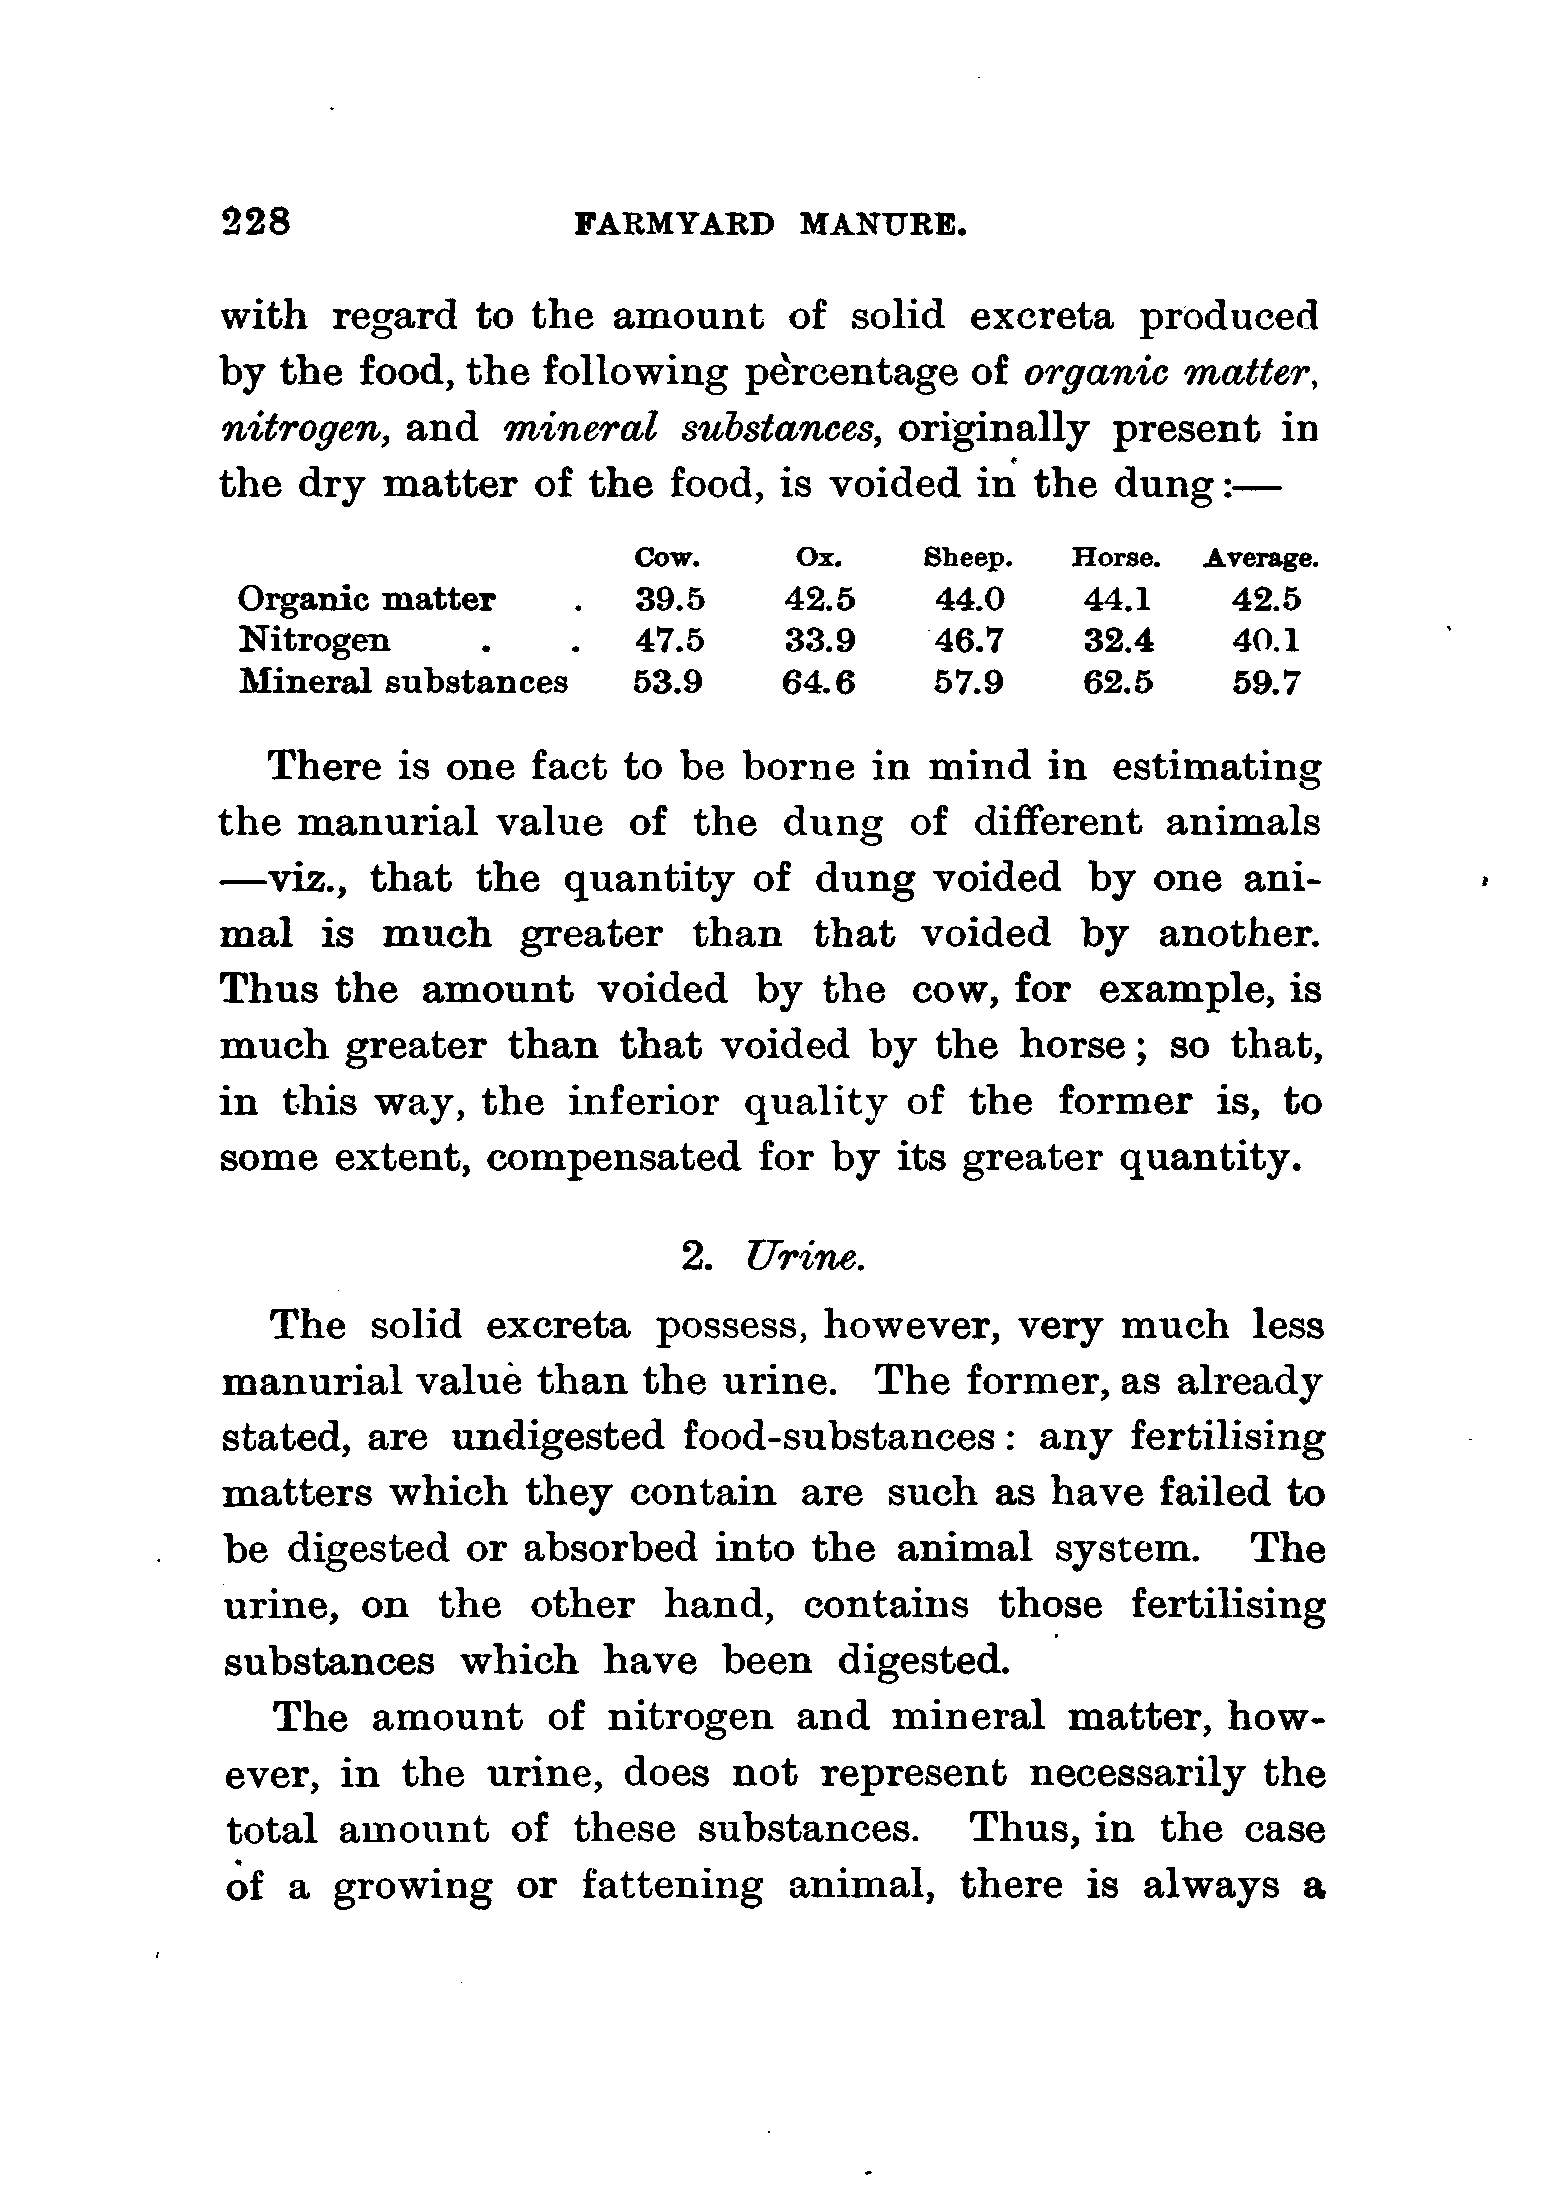 228 FARMYARD MANURE.
with regard to the amount of solid excreta produced
by the food, the following percentage of organic matter,
nitrogen, and mineral substances, originally present in
the dry matter of the food, is voided in the dung:—
Cow. Ox. Sheep. Horse. Average.
Organic matter . 39.5 42.5 44.0 44.1 42.5
Nitrogen . . 47.5 33.9 46.7 32.4 40.1
Mineral substances 53.9 64.6 57.9 62.5 59.7
There is one fact to be borne in mind in estimating
the manurial value of the dung of different animals
—viz., that the quantity of dung voided by one ani-
mal is much greater than that voided by another.
Thus the amount voided by the cow, for example, is
much greater than that voided by the horse; so that,
in this way, the inferior quality of the former is, to
some extent, compensated for by its greater quantity.
2. Urine.
The solid excreta possess, however, very much less
manurial value than the urine. The former, as already
stated, are undigested food-substances: any fertilising
matters which they contain are such as have failed to
be digested or absorbed into the animal system. The
urine, on the other hand, contains those fertilising
substances which have been digested.
The amount of nitrogen and mineral matter, how-
ever, in the urine, does not represent necessarily the
total amount of these substances. Thus, in the case
of a growing or fattening animal, there is always a